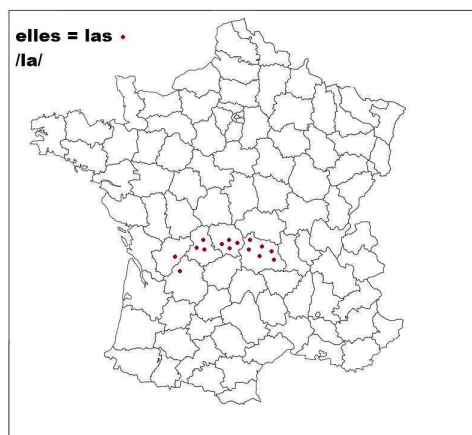 elles = las
/la/